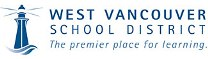 WEST VANCOUVER
SCHOOL DISTRICT
The premier place for learning.